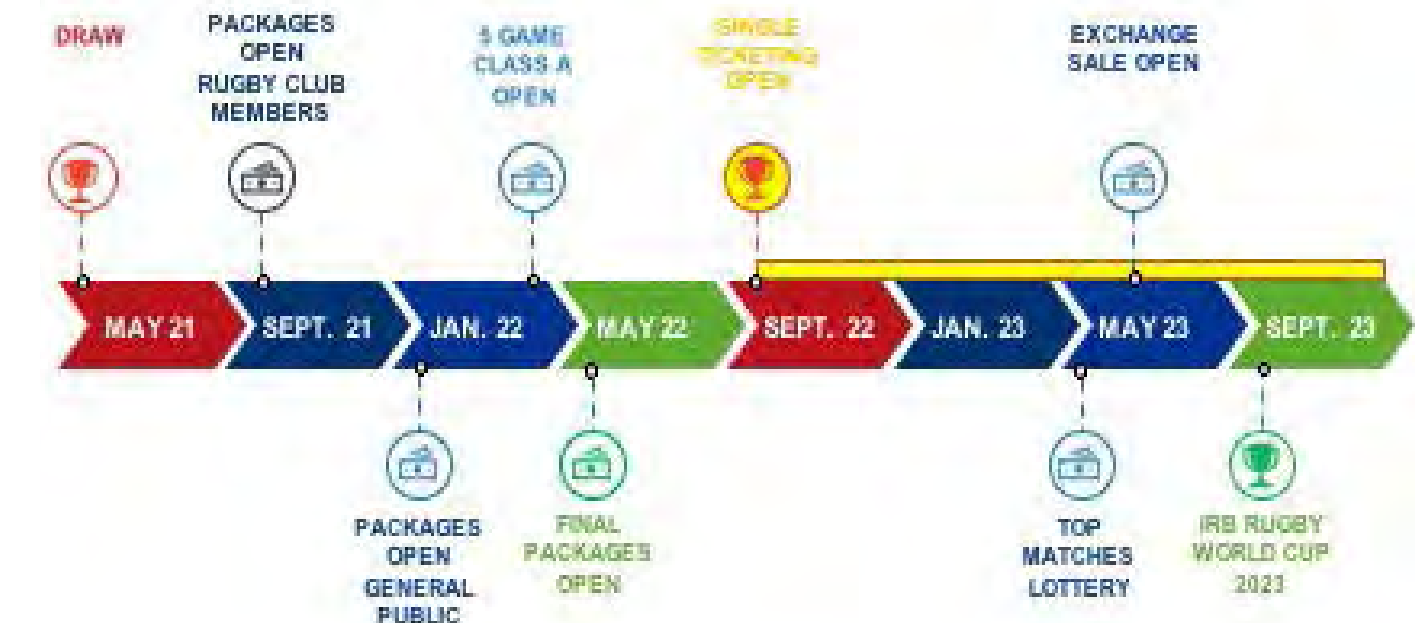 DRAW
PACKAGES
OPEN
RUGBY CLUB
MEMBERS
5 GAME
CLASS A
OPEN
SINGLE
TICKETING
OPEN
EXCHANGE
SALE OPEN
MAY 21
SEPT. 21
JAN. 22
MAY 22
SEPT. 22
JAN. 23
MAY 23
SEPT. 23
PACKAGES
OPEN
GENERAL
PUBLIC
FINAL
PACKAGES
OPEN
TOP
MATCHES
LOTTERY
IRB RUGBY
WORLD CUP
2023